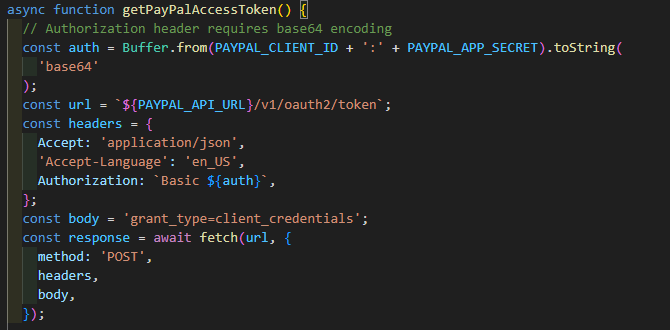 async function getPayPalAccessToken() {
  // Authorization header requires base64 encoding
  const auth = Buffer.from(PAYPAL_CLIENT_ID + ':' + PAYPAL_APP_SECRET).toString(
    'base64'
  );
  const url = `${PAYPAL_API_URL}/v1/oauth2/token`;
  const headers = {
    Accept: 'application/json',
    'Accept-Language': 'en_US',
    Authorization: `Basic ${auth}`,
  };
  const body = 'grant_type=client_credentials';
  const response = await fetch(url, {
    method: 'POST',
    headers,
    body,
  });